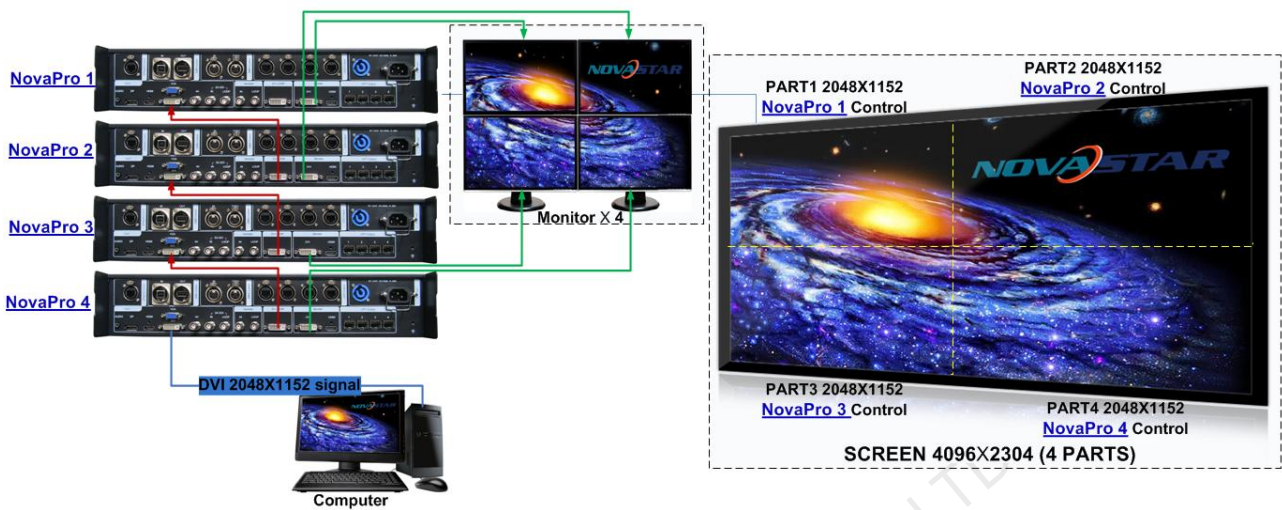 NovaPro 1
NovaPro 2
NovaPro 3
NovaPro 4
NOVASTAR
Monitor X 4
PART1 2048X1152
NovaPro 1 Control
PART2 2048X1152
NovaPro 2 Control
NOVASTAR
PART3 2048X1152
NovaPro 3 Control
PART4 2048X1152
NovaPro 4 Control
SCREEN 4096X2304 (4 PARTS)
DVI 2048X1152 signal
Computer